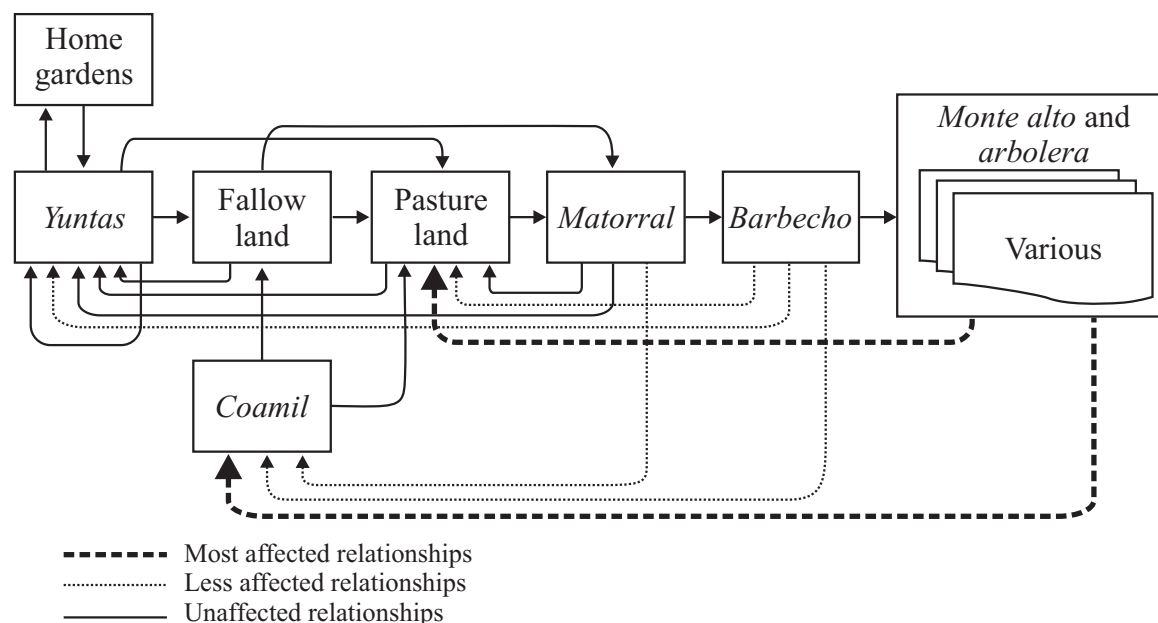 Home
gardens
Monte alto and
arbolera
Yuntas
Fallow
land
Pasture
land
Matorral
Barbecho
Various
Coamil
Most affected relationships
Less affected relationships
Unaffected relationships